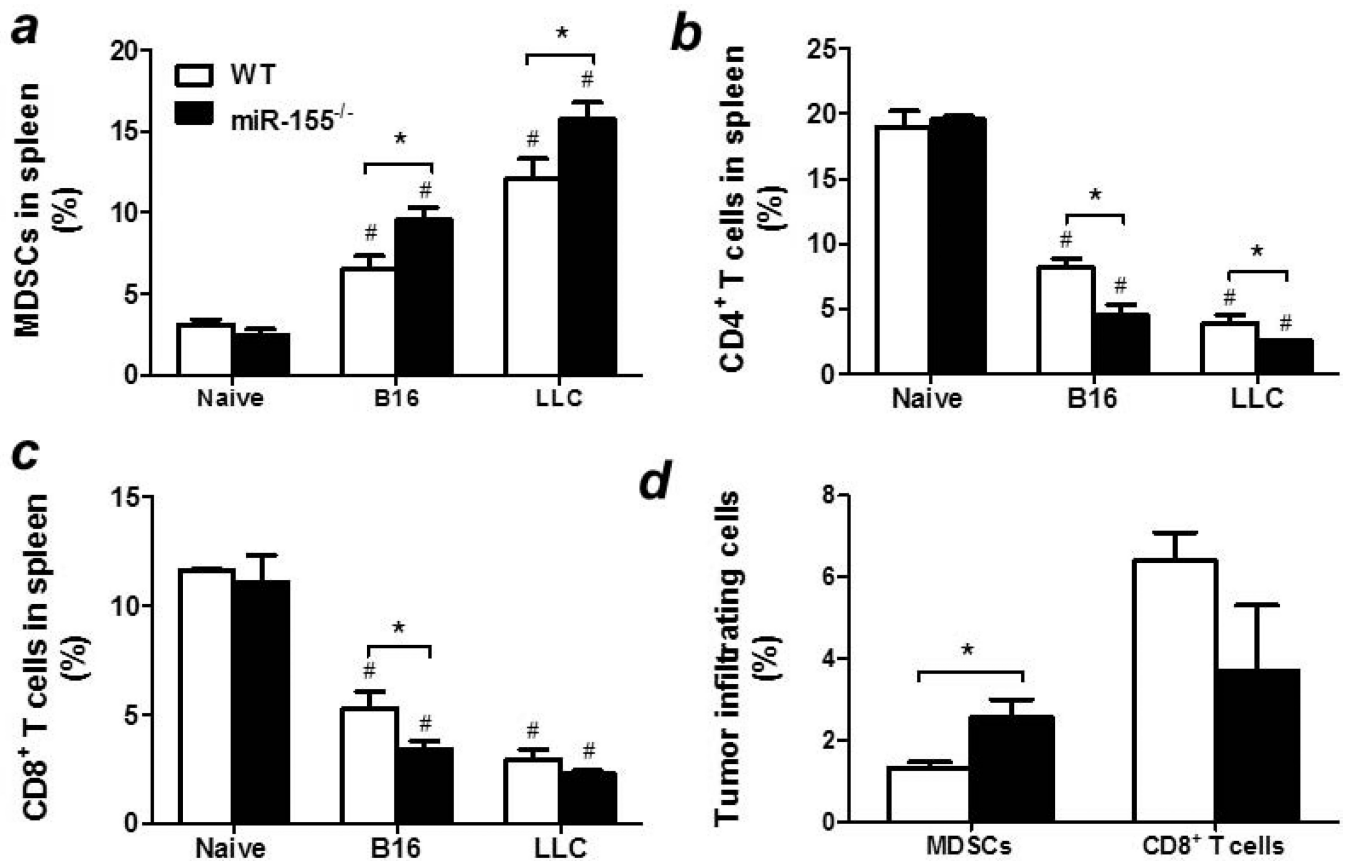 a
MDSCs in spleen
(%)
20
15
10
5
0
WT
miR-155-/-
*
*
#
#
#
#
Naive
B16
LLC
b
CD4+ T cells in spleen
(%)
25
20
15
10
5
0
*
*
#
#
#
#
Naive
B16
LLC
c
CD8+ T cells in spleen
(%)
15
10
5
0
*
#
#
#
#
Naive
B16
LLC
d
Tumor infiltrating cells
(%)
8
6
4
2
0
*
MDSCs
CD8+ T cells